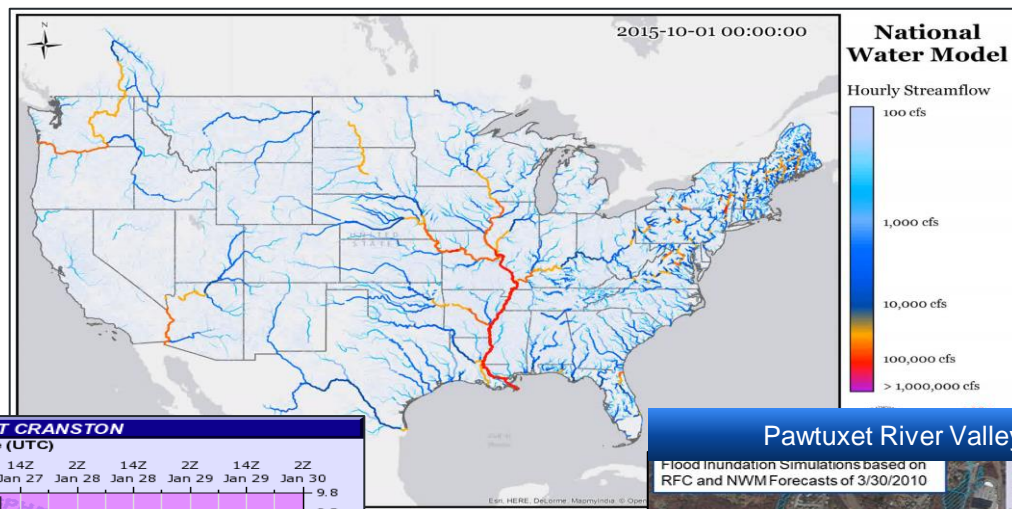 N
2015-10-01 00:00:00
National
Water Model
Hourly Streamflow
100 cfs
1,000 cfs
10,000 cfs
100,000 cfs
> 1,000,000 cfs
UNITED
STATES
Esri, HERE, DeLorme, MapmyIndia, © Open
T CRANSTON
(UTC)
14Z 2Z 14Z 2Z 14Z 2Z
Jan 27 Jan 28 Jan 28 Jan 29 Jan 29 Jan 30
9.8
Pawtuxet River Valley
Flood Inundation Simulations based on
RFC and NWM Forecasts of 3/30/2010